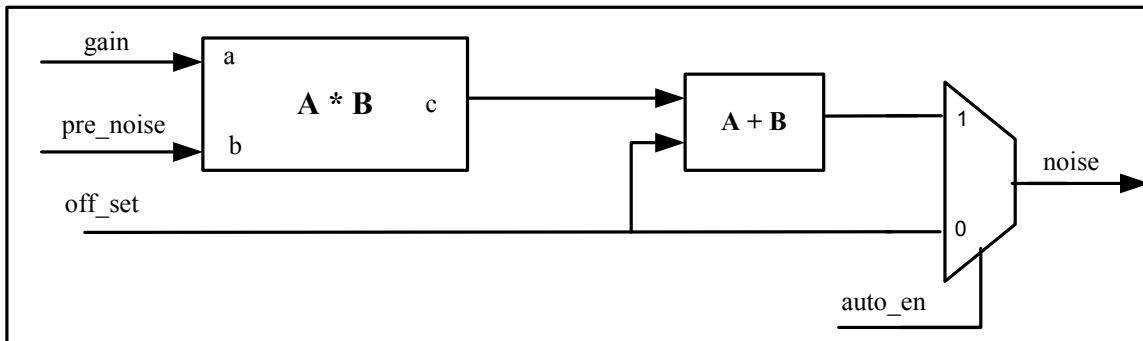 gain
a
A * B
c
pre_noise
b
A + B
1
noise
off_set
0
auto_en